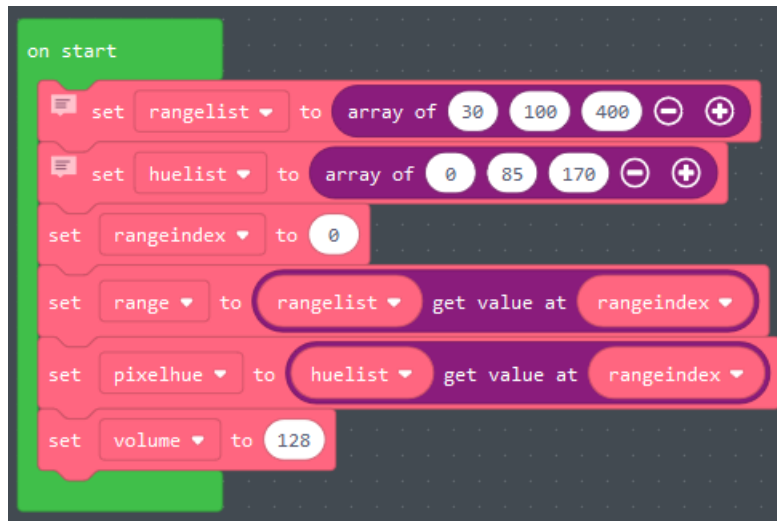 on start
set rangelist to array of 30 100 400
set huelist to array of 0 85 170
set rangeindex to 0
set range to rangelist get value at rangeindex
set pixelhue to huelist get value at rangeindex
set volume to 128